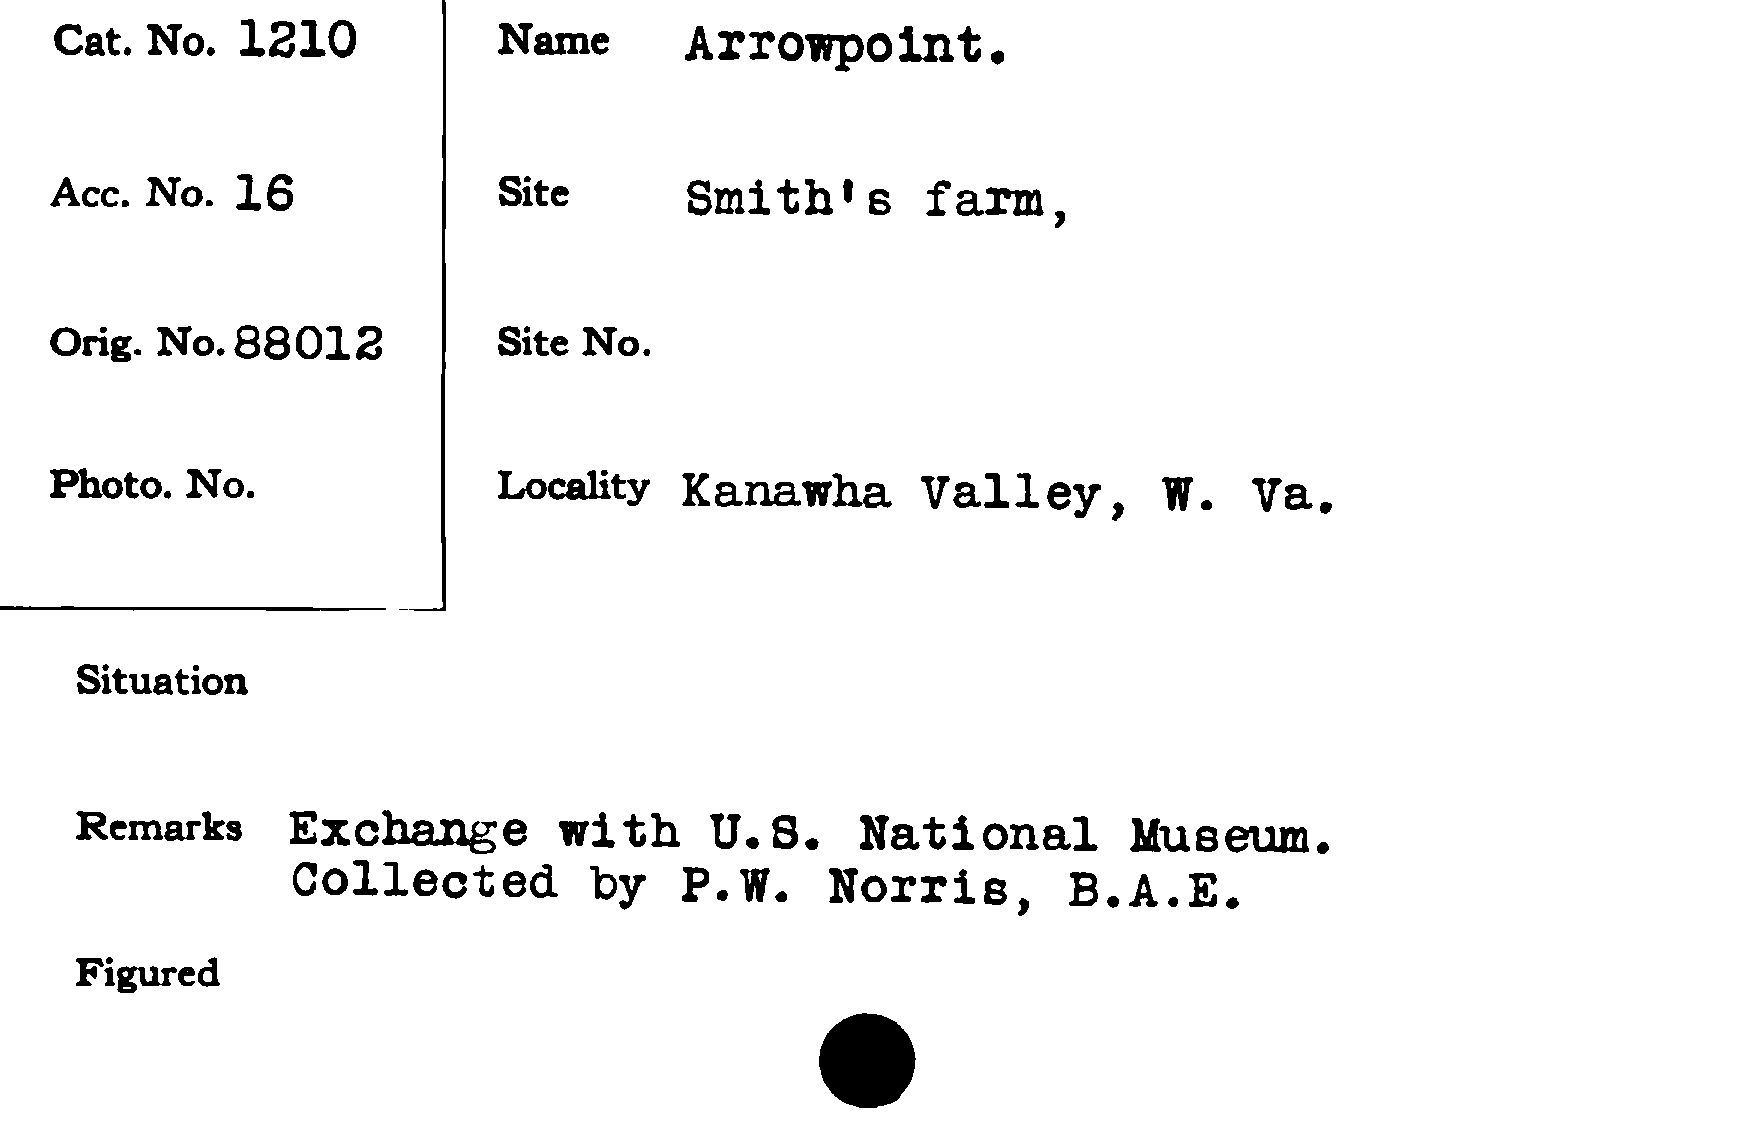 Cat. No. 1210
Name Arrowpoint.
Acc. No. 16
Site Smith's farm,
Orig. No. 88012
Site No.
Photo. No.
Locality Kanawha Valley, W. Va.
Situation
Remarks Exchange with U.S. National Museum.
Collected by P.W. Norris, B.A.E.
Figured